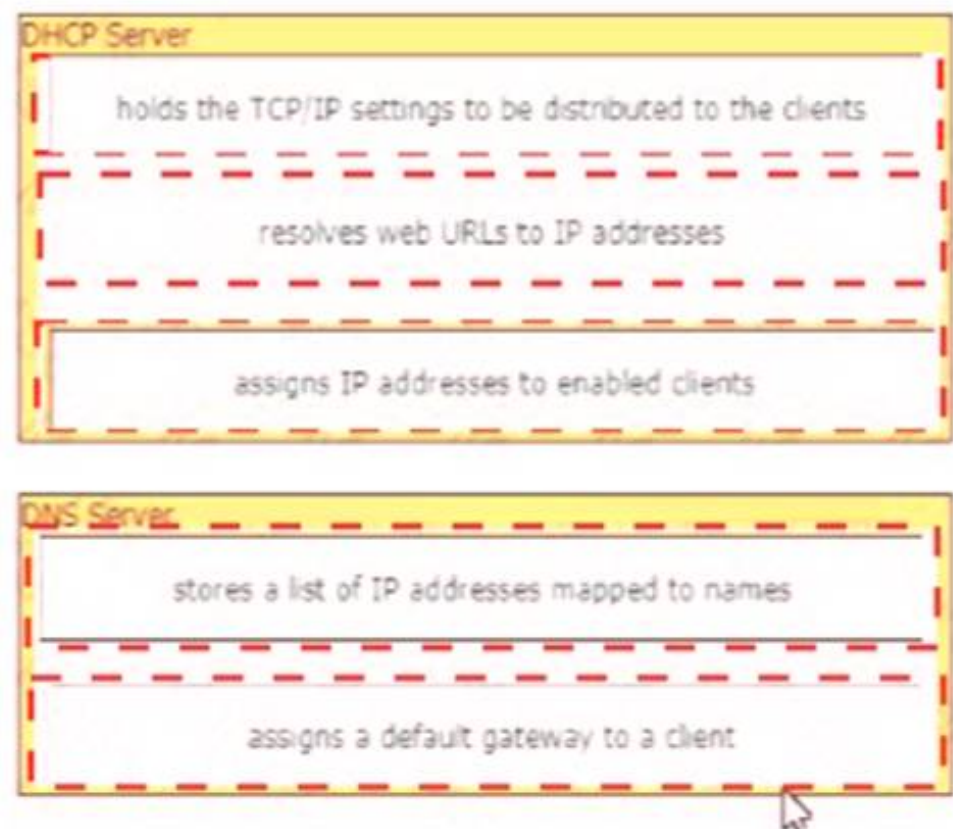 DHCP Server
holds the TCP/IP settings to be distributed to the clients
resolves web URLs to IP addresses
assigns IP addresses to enabled clients
DNS Server
stores a list of IP addresses mapped to names
assigns a default gateway to a client